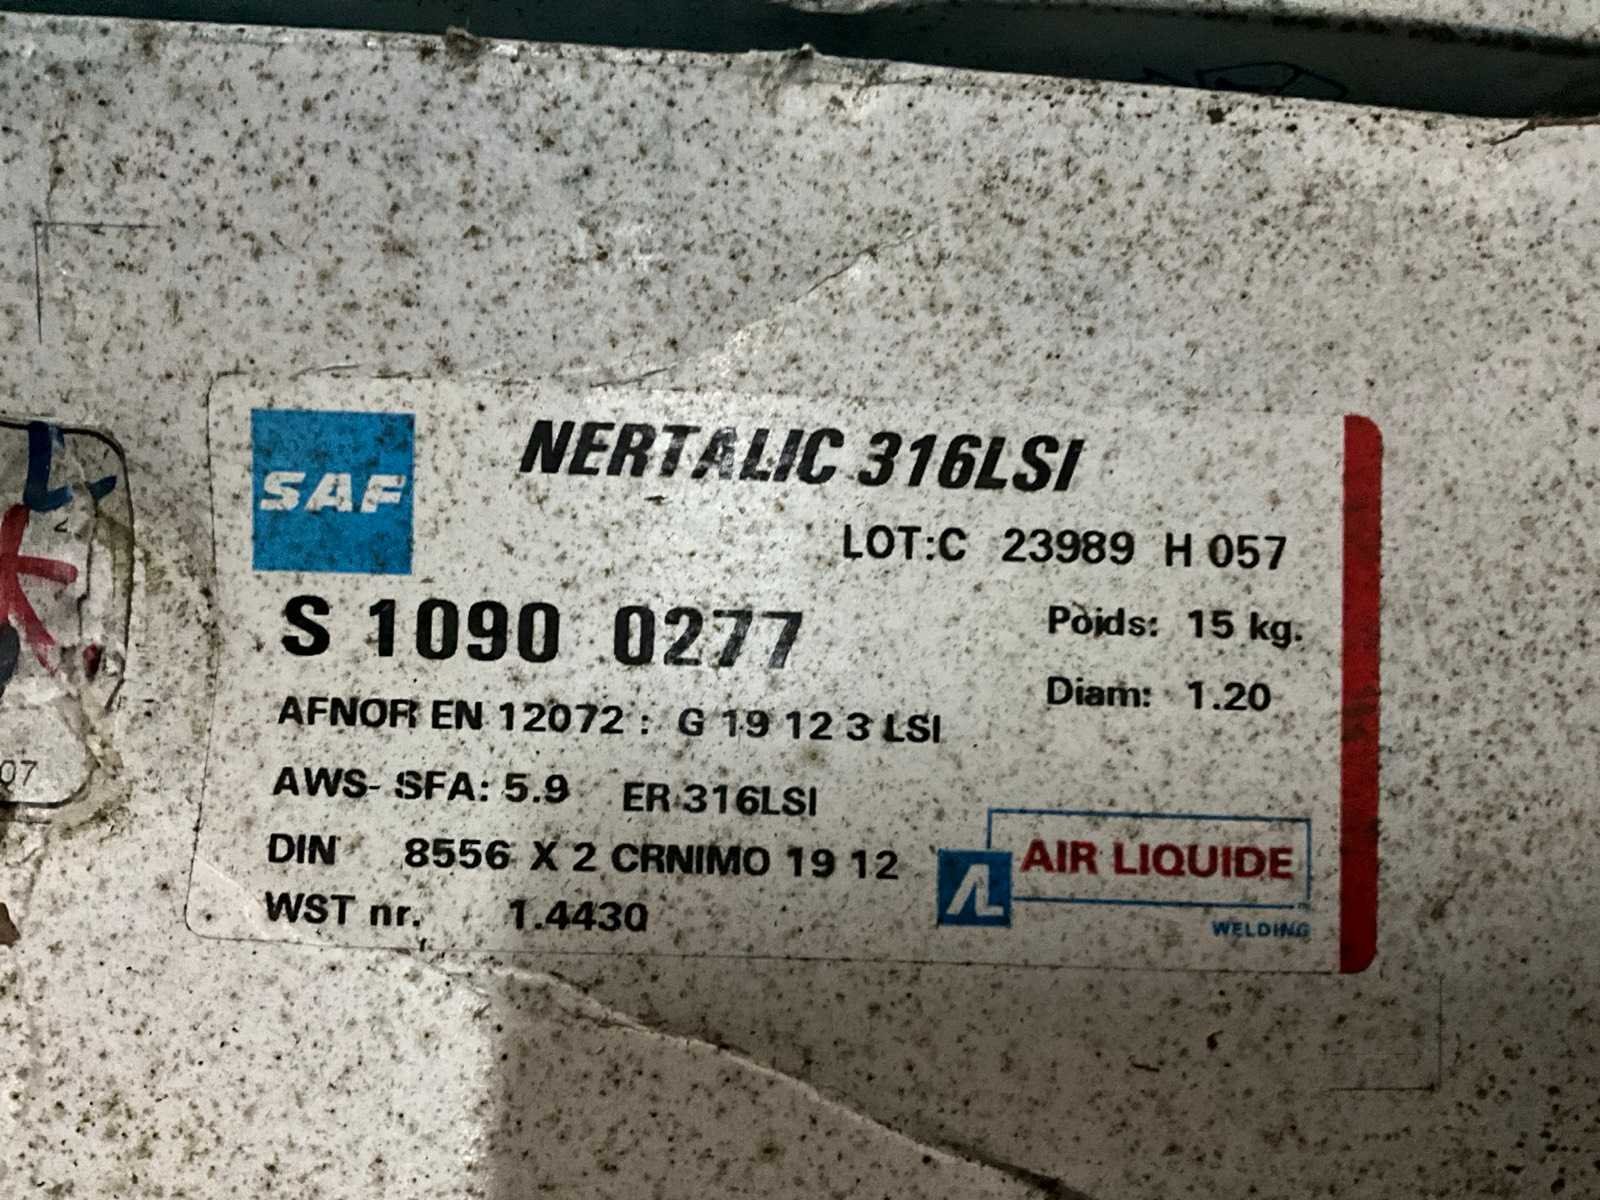 SAF
NERTALIC 316LSI
LOT:C 23989 H 057
S 1090 0277
Poids: 15 kg.
Diam: 1.20
AFNOR EN 12072 : G 19 12 3 LSI
AWS- SFA: 5.9 ER 316LSI
DIN 8556 X 2 CRNIMO 19 12
WST nr. 1.4430
AL
AIR LIQUIDE
WELDING
07